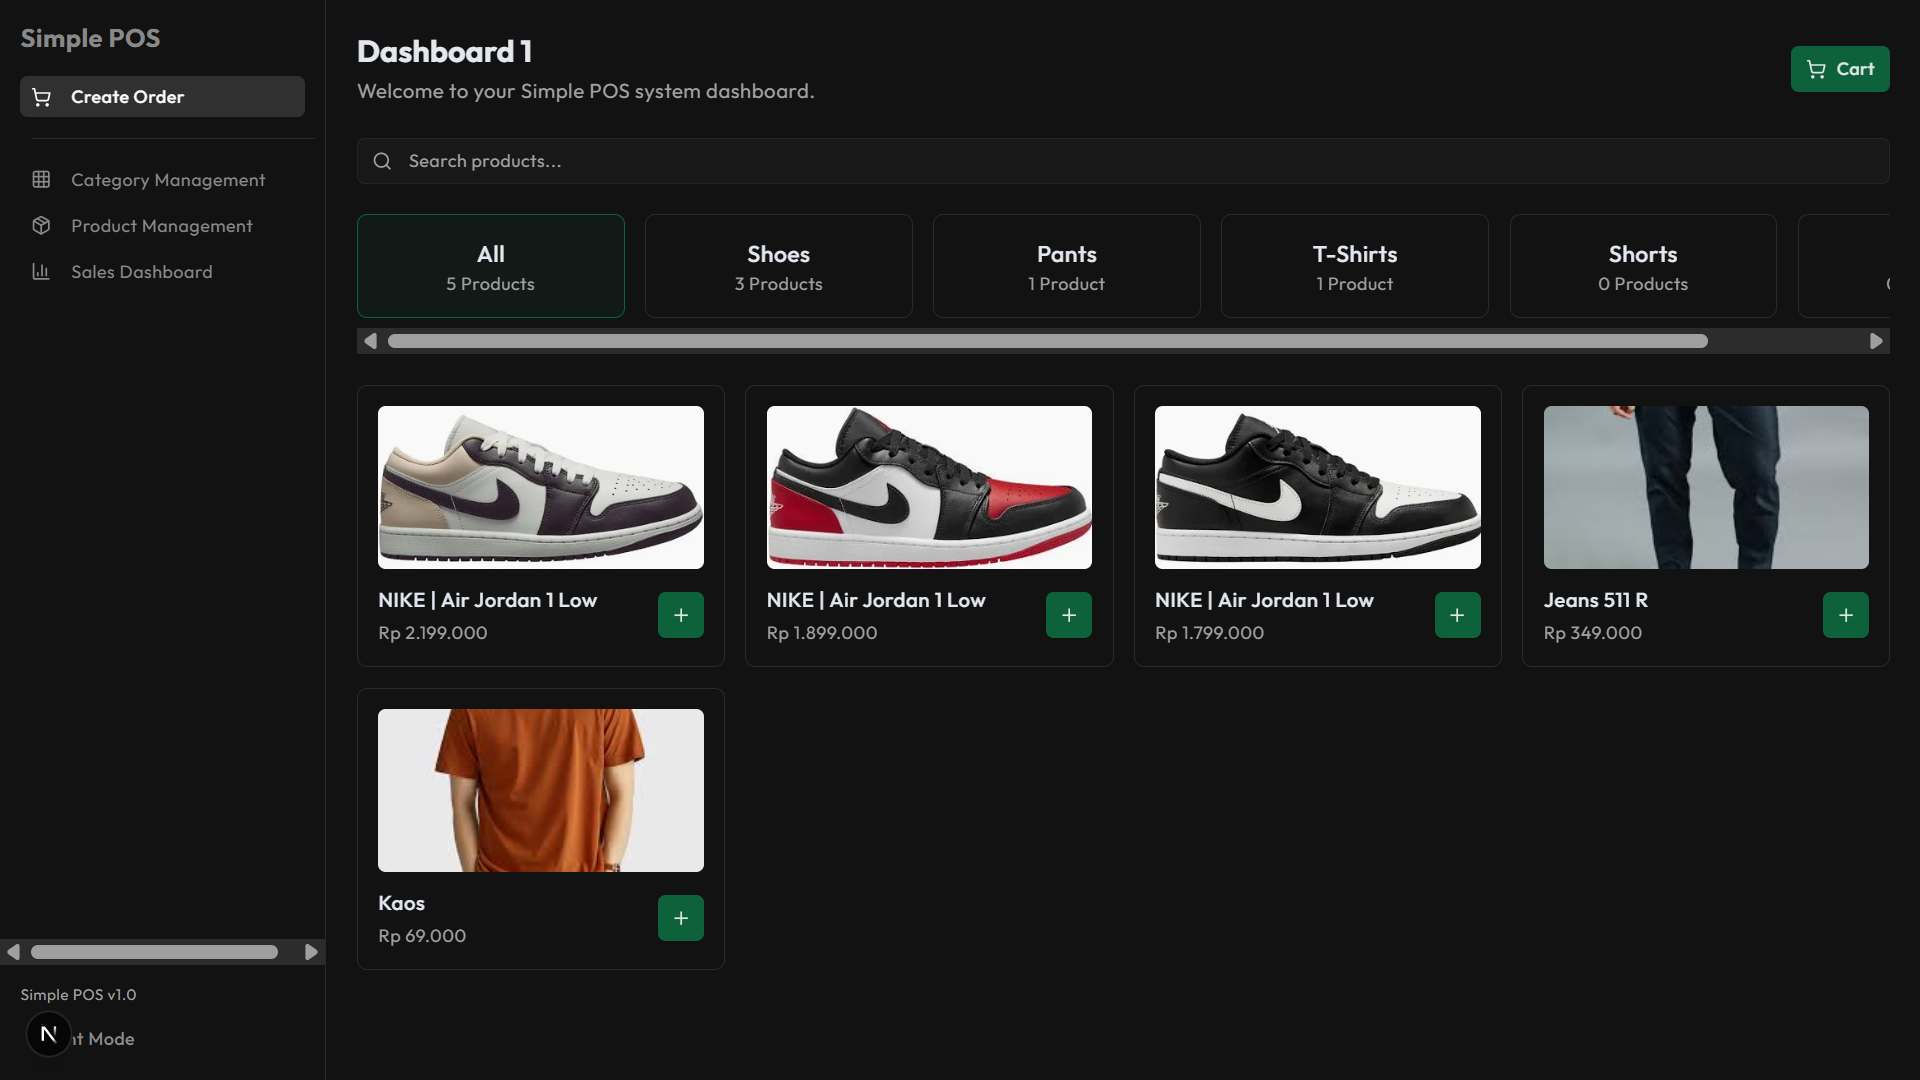 Simple POS
Create Order
Category Management
Product Management
Sales Dashboard
Simple POS v1.0
N
nt Mode
Dashboard 1
Welcome to your Simple POS system dashboard.
Cart
Search products...
All
5 Products
Shoes
3 Products
Pants
1 Product
T-Shirts
1 Product
Shorts
0 Products
NIKE | Air Jordan 1 Low
Rp 2.199.000
NIKE | Air Jordan 1 Low
Rp 1.899.000
NIKE | Air Jordan 1 Low
Rp 1.799.000
Jeans 511 R
Rp 349.000
Kaos
Rp 69.000